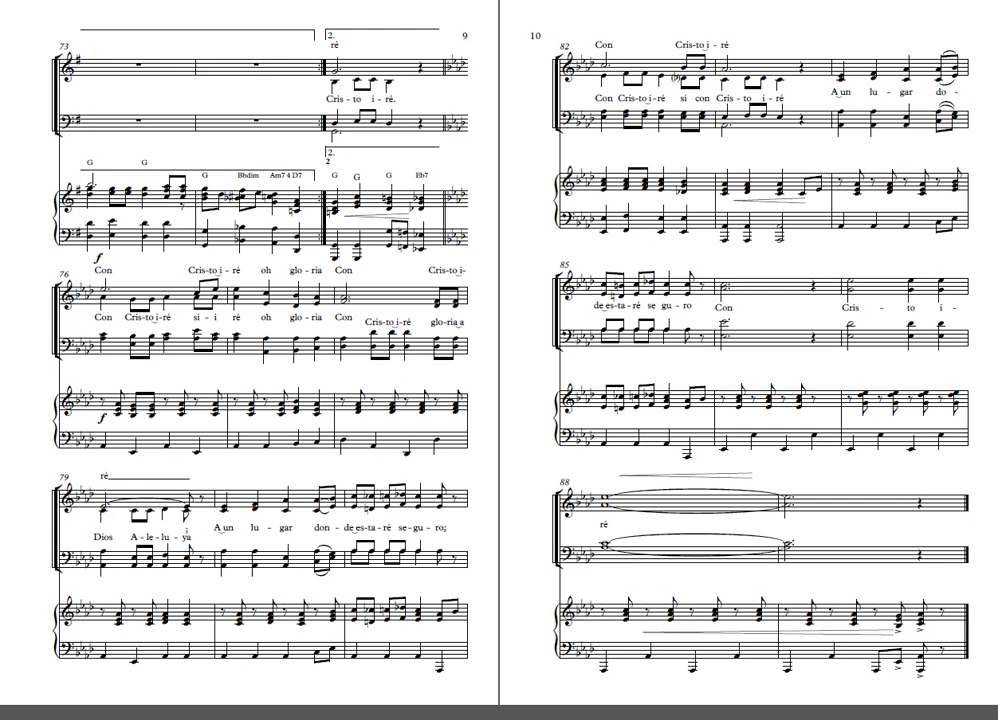 9
2.
73
ré
Cris - to i - ré.
2.
2
G G G Bbdim Am7 4 D7 G G G Eb7
f
76
Con Cris-to i - ré oh glo - ria Con Cris-to i-
Con Cris-to i-ré si - i ré oh glo - ria Con Cris-to i-ré glo-ria a
f
79
ré
A un lu - gar don - de es - ta - ré se - gu - ro;
Dios A - le - lu - ya
10
82
Con Cris-to i - ré
Con Cris-to i-ré sí con Cris - to i - ré A un lu - gar do -
85
de es - ta - ré se gu - ro Con Cris - to i -
88
ré